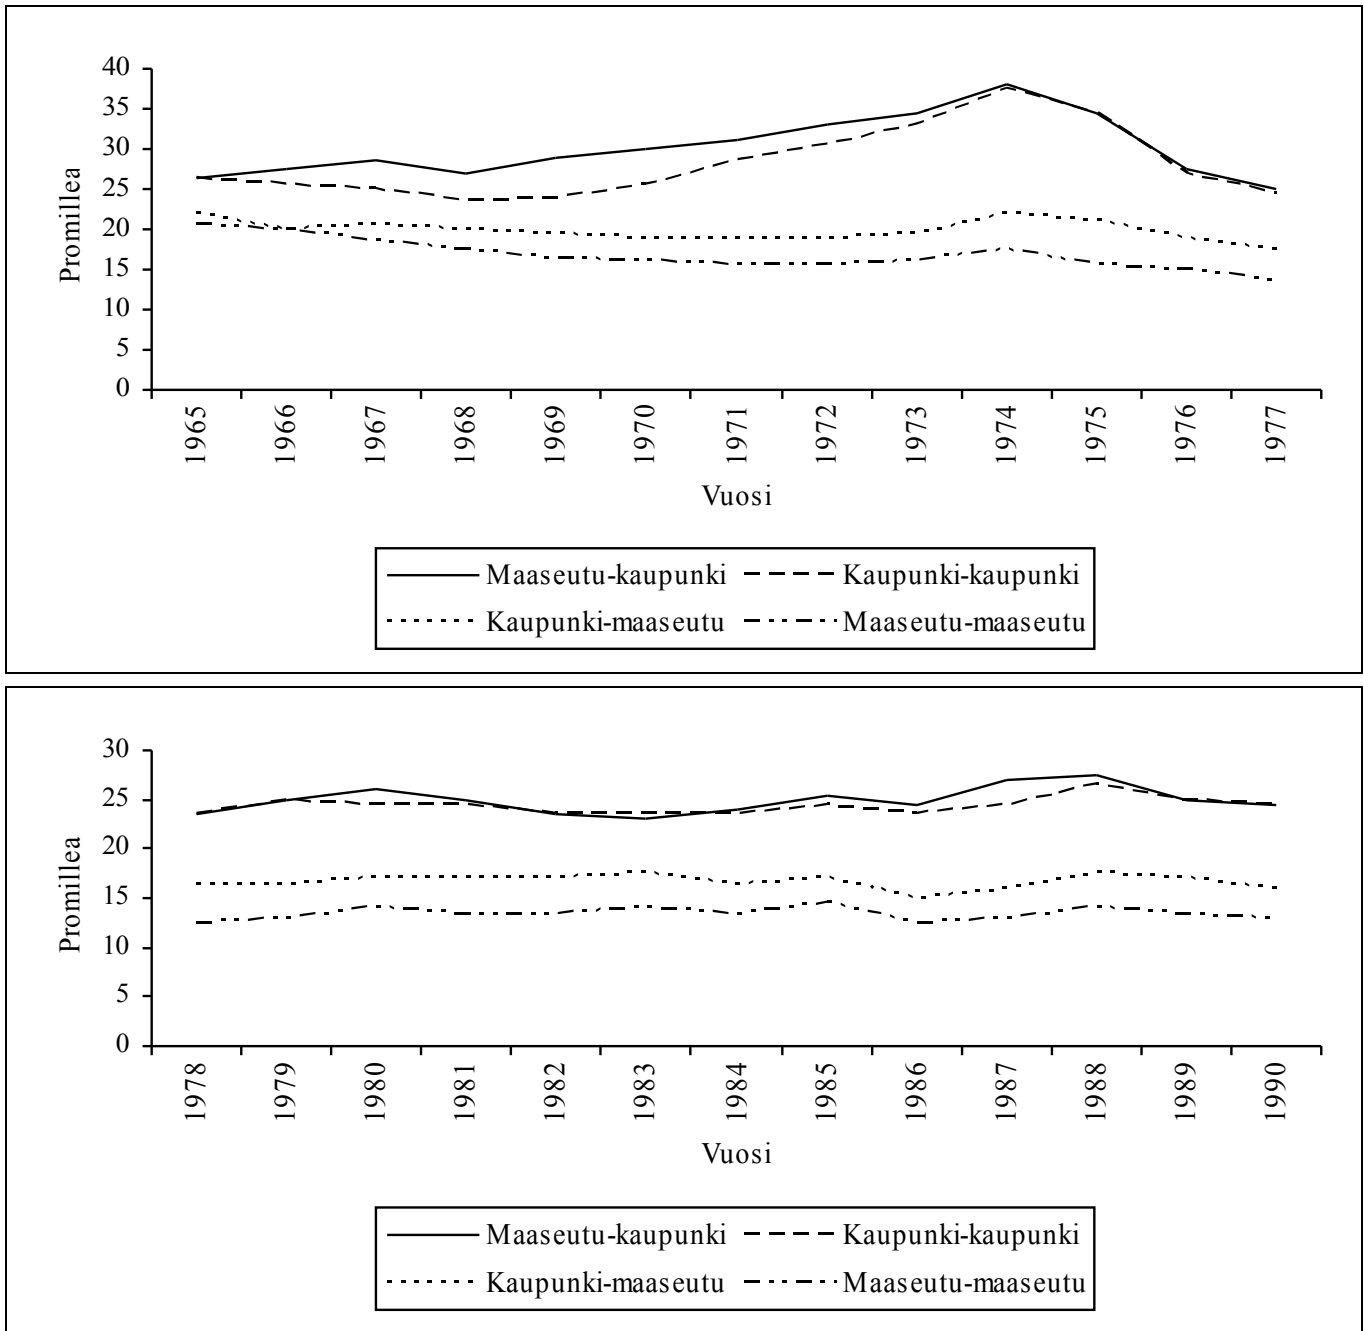 40
35
30
25
20
15
10
5
0
Promillea
1965 1966 1967 1968 1969 1970 1971 1972 1973 1974 1975 1976 1977
Vuosi
Maaseutu-kaupunki Kaupunki-kaupunki
Kaupunki-maaseutu Maaseutu-maaseutu
30
25
20
15
10
5
0
Promillea
1978 1979 1980 1981 1982 1983 1984 1985 1986 1987 1988 1989 1990
Vuosi
Maaseutu-kaupunki Kaupunki-kaupunki
Kaupunki-maaseutu Maaseutu-maaseutu